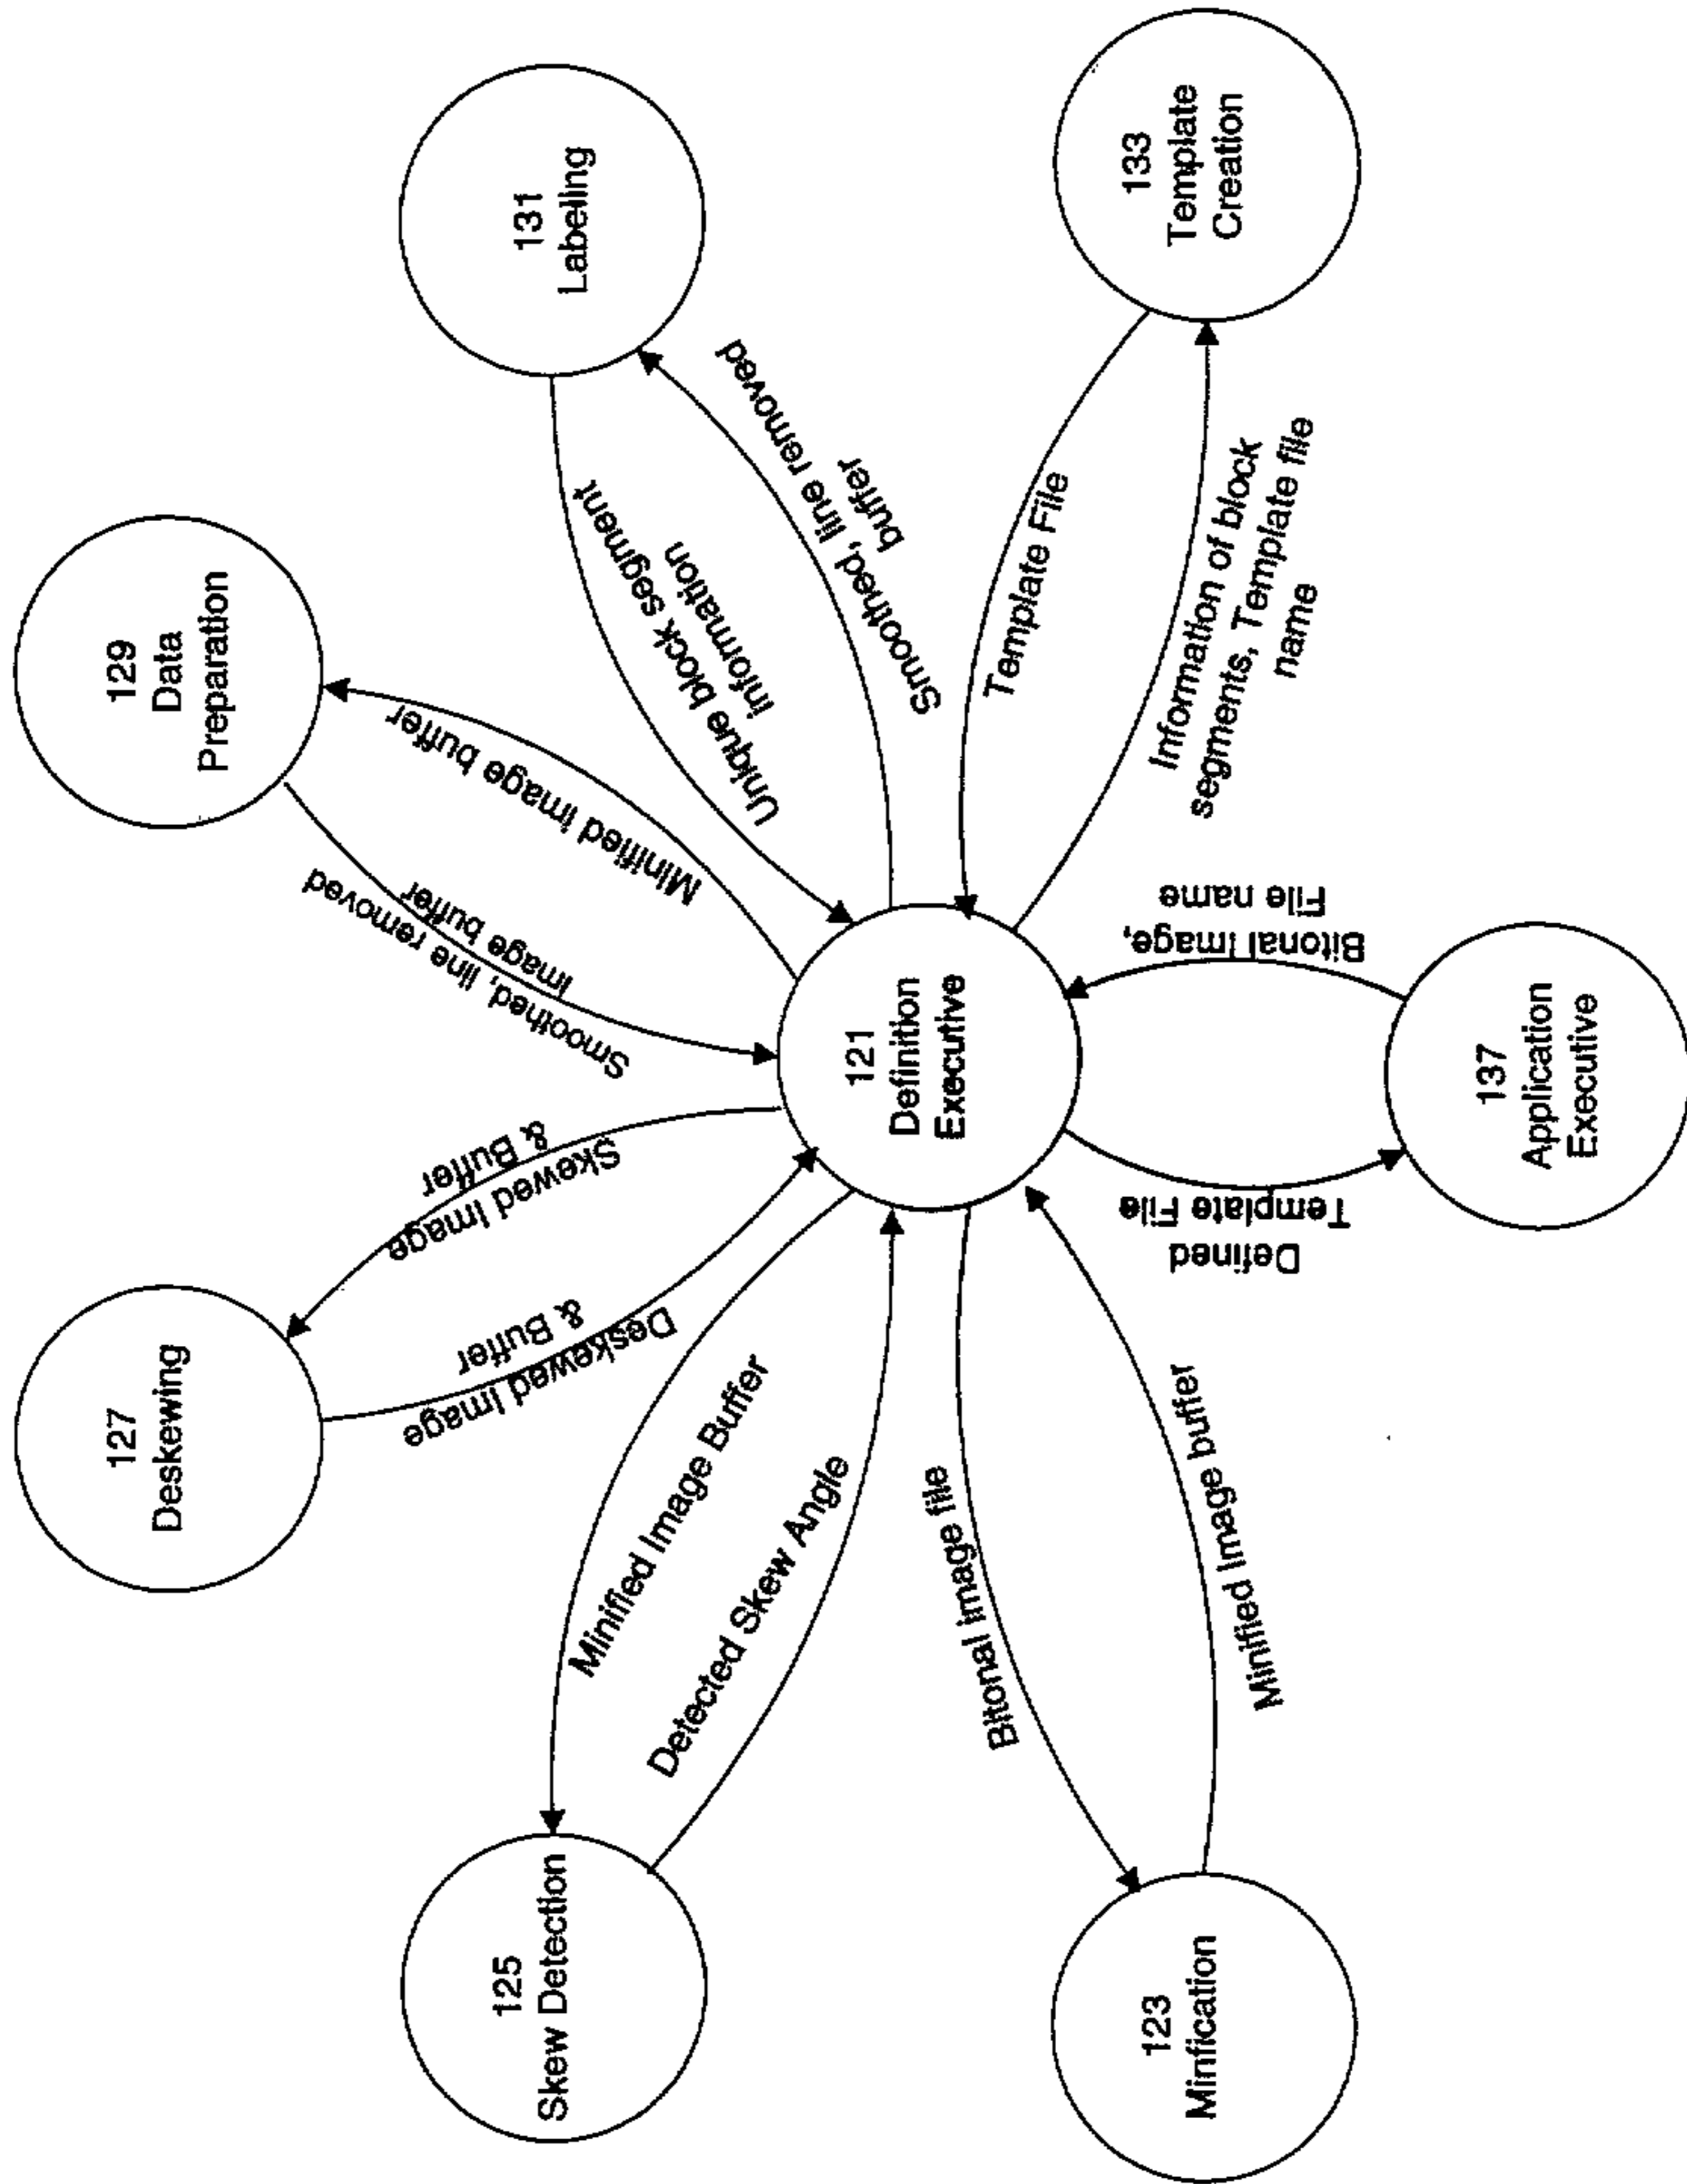 127
Deskewing
129
Data
Preparation
125
Skew Detection
131
Labeling
Skewed Image
& Buffer
Deskewed Image
& Buffer
Smoothed, line removed
Image buffer
Minified image buffer
Minified Image Buffer
Detected Skew Angle
Unique block segment
information
Smoothed, line removed
buffer
121
Definition
Executive
Bitonal image file
Minified Image buffer
Template File
Information of block
segments, Template file
name
Defined
Template File
Bitonal Image,
File name
123
Minfication
133
Template
Creation
137
Application
Executive